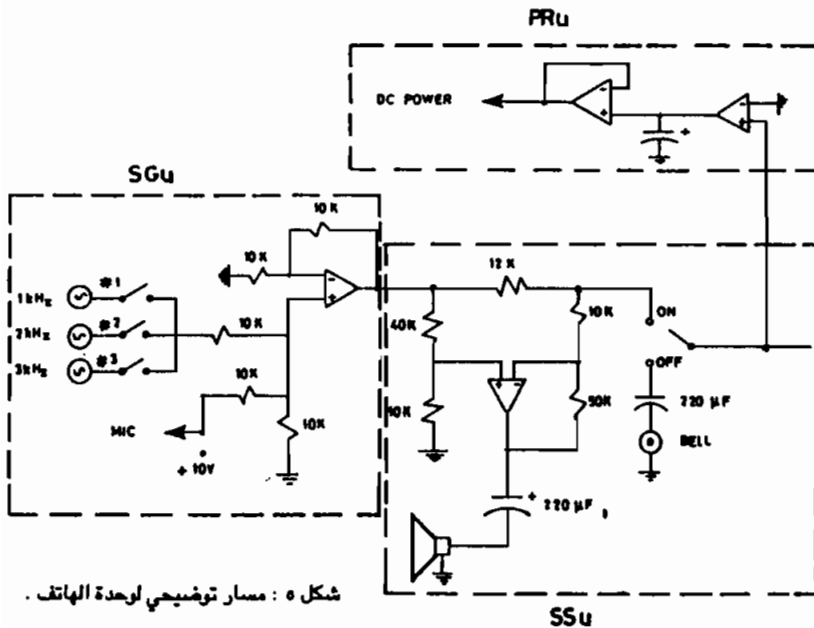 PRu
DC POWER
SGu
10K
10K
1kHz
#1
2kHz
#2
3kHz
#3
10K
10K
10K
MIC
+ 10V
12K
40K
10K
10K
50K
ON
OFF
220 µF
BELL
220 µF
SSu
شكل ٥ : مسار توضيحي لوحدة الهاتف .